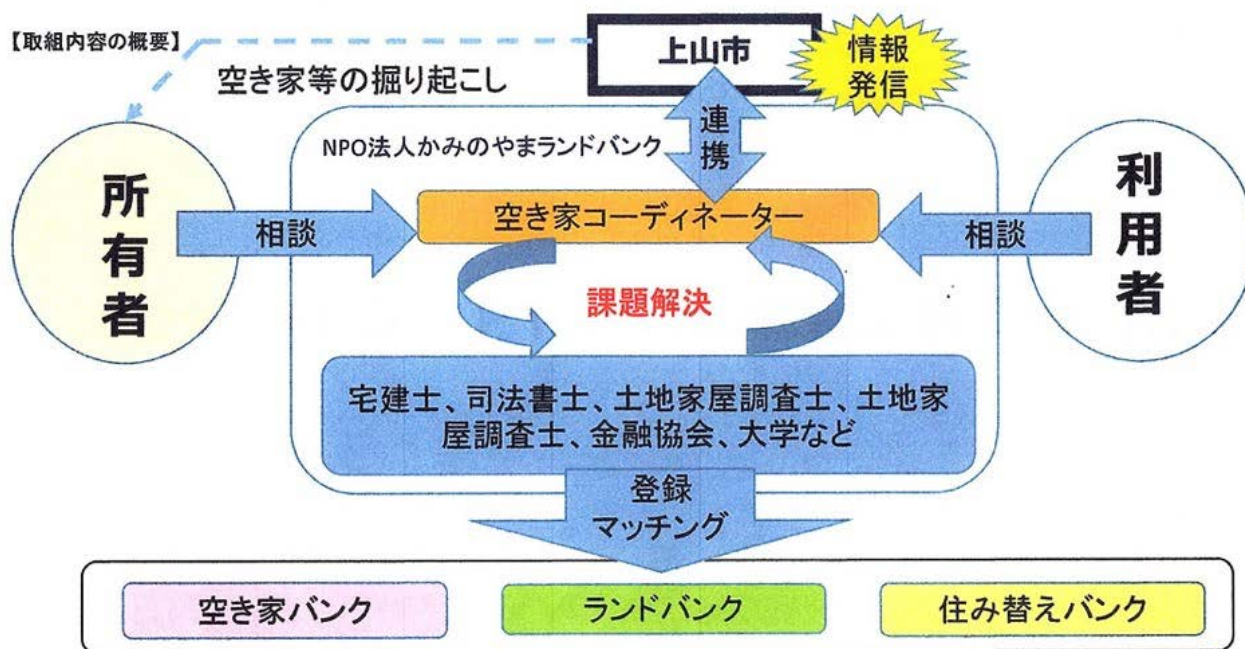 【取組内容の概要】
上山市
情報
発信
空き家等の掘り起こし
連
携
NPO法人かみのやまランドバンク
所
有
者
相談
空き家コーディネーター
相談
利
用
者
課題解決
宅建士、司法書士、土地家屋調査士、土地家
屋調査士、金融協会、大学など
登録
マッチング
空き家バンク
ランドバンク
住み替えバンク